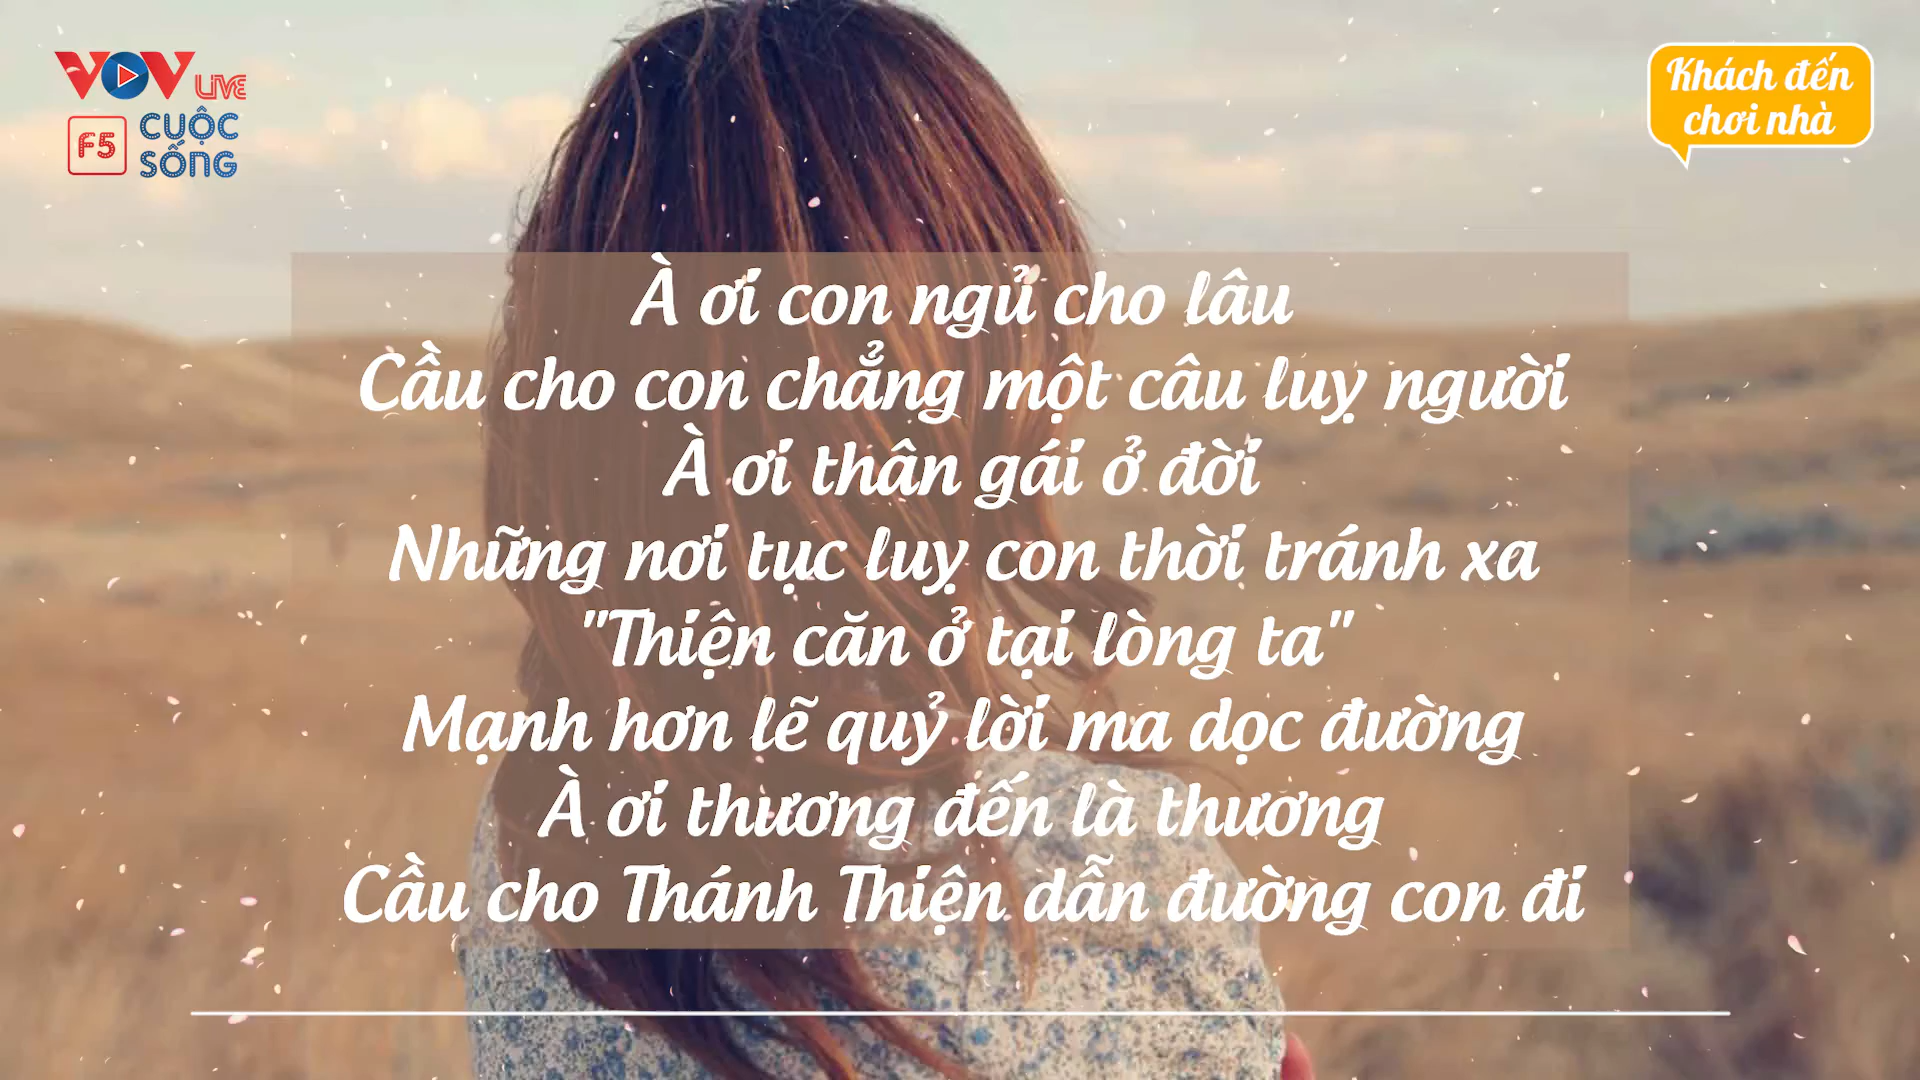 VOV LIVE
F5 CUỘC SỐNG
Khách đến
chơi nhà
À ơi con ngủ cho lâu
Cầu cho con chẳng một câu luỵ người
À ơi thân gái ở đời
Những nơi tục luỵ con thời tránh xa
"Thiện căn ở tại lòng ta"
Mạnh hơn lẽ quỷ lời ma dọc đường
À ơi thương đến là thương
Cầu cho Thánh Thiện dẫn đường con đi